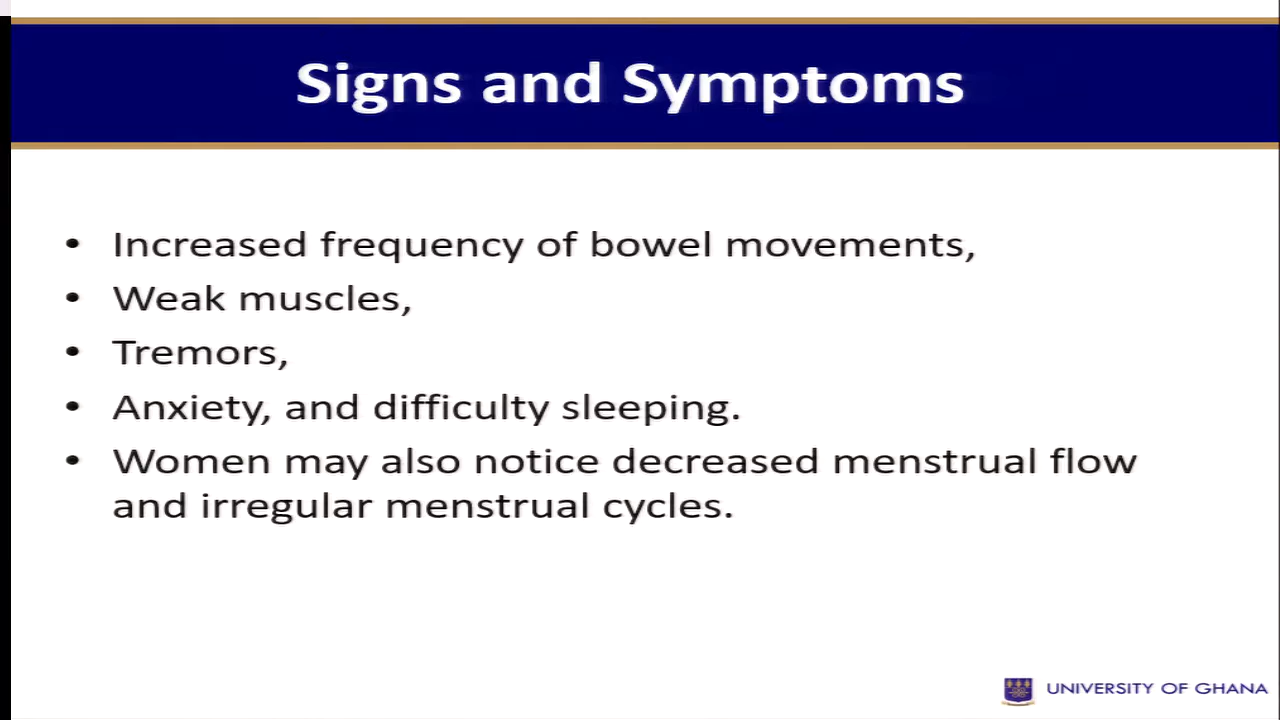 Signs and Symptoms
• Increased frequency of bowel movements,
• Weak muscles,
• Tremors,
• Anxiety, and difficulty sleeping.
• Women may also notice decreased menstrual flow
and irregular menstrual cycles.
UNIVERSITY OF GHANA